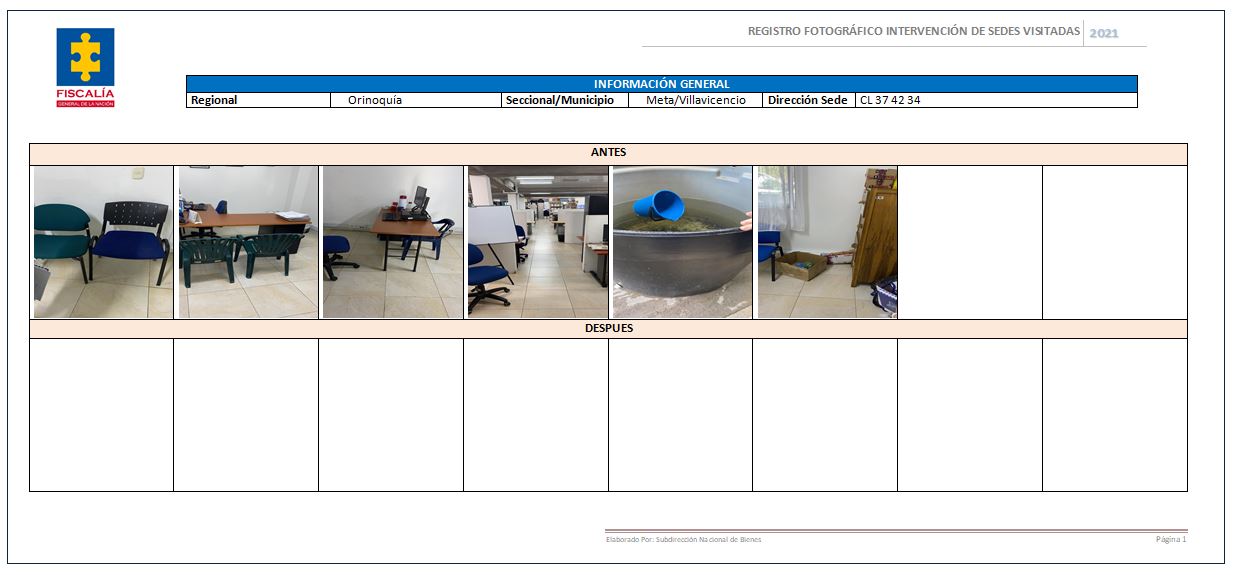 REGISTRO FOTOGRÁFICO INTERVENCIÓN DE SEDES VISITADAS 2021
FISCALÍA
GENERAL DE LA NACIÓN
INFORMACIÓN GENERAL
Regional Orinoquía Seccional/Municipio Meta/Villavicencio Dirección Sede CL 37 42 34
ANTES
DESPUES
Elaborado Por: Subdirección Nacional de Bienes Página 1